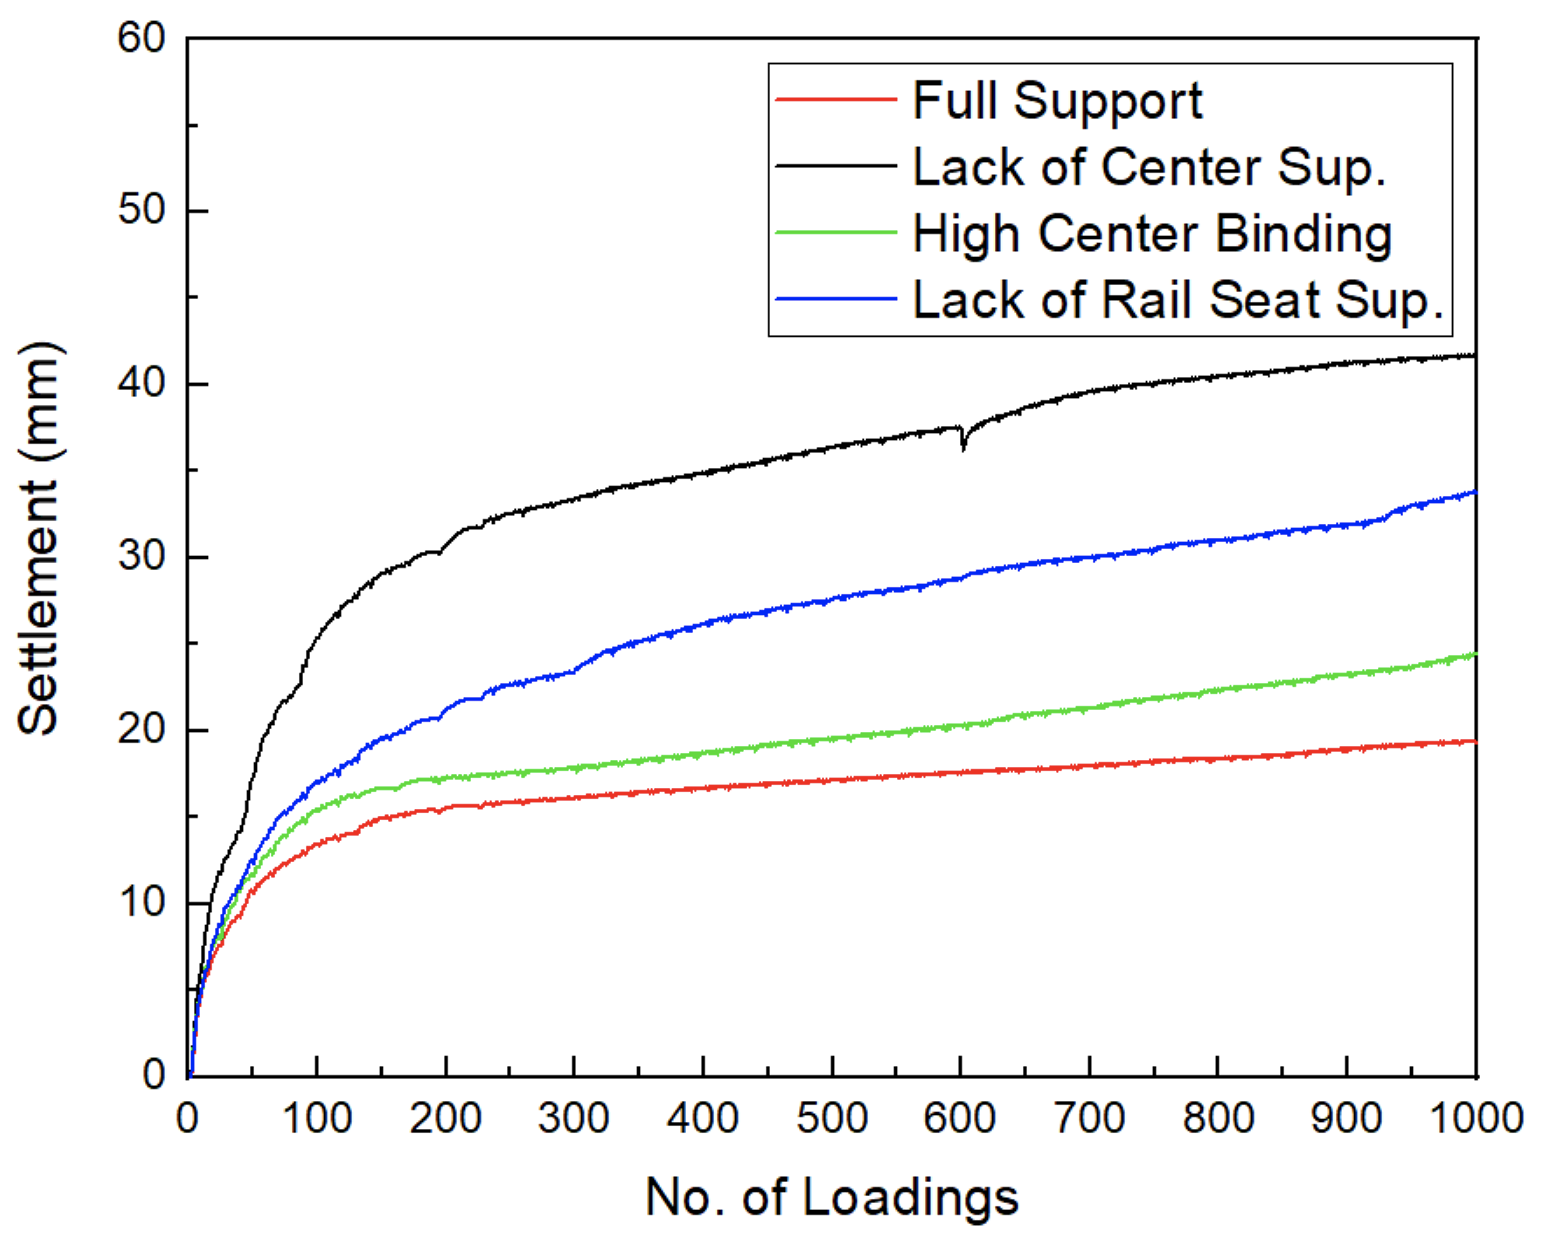 60
50
40
30
20
10
0
Settlement (mm)
Full Support
Lack of Center Sup.
High Center Binding
Lack of Rail Seat Sup.
0 100 200 300 400 500 600 700 800 900 1000
No. of Loadings